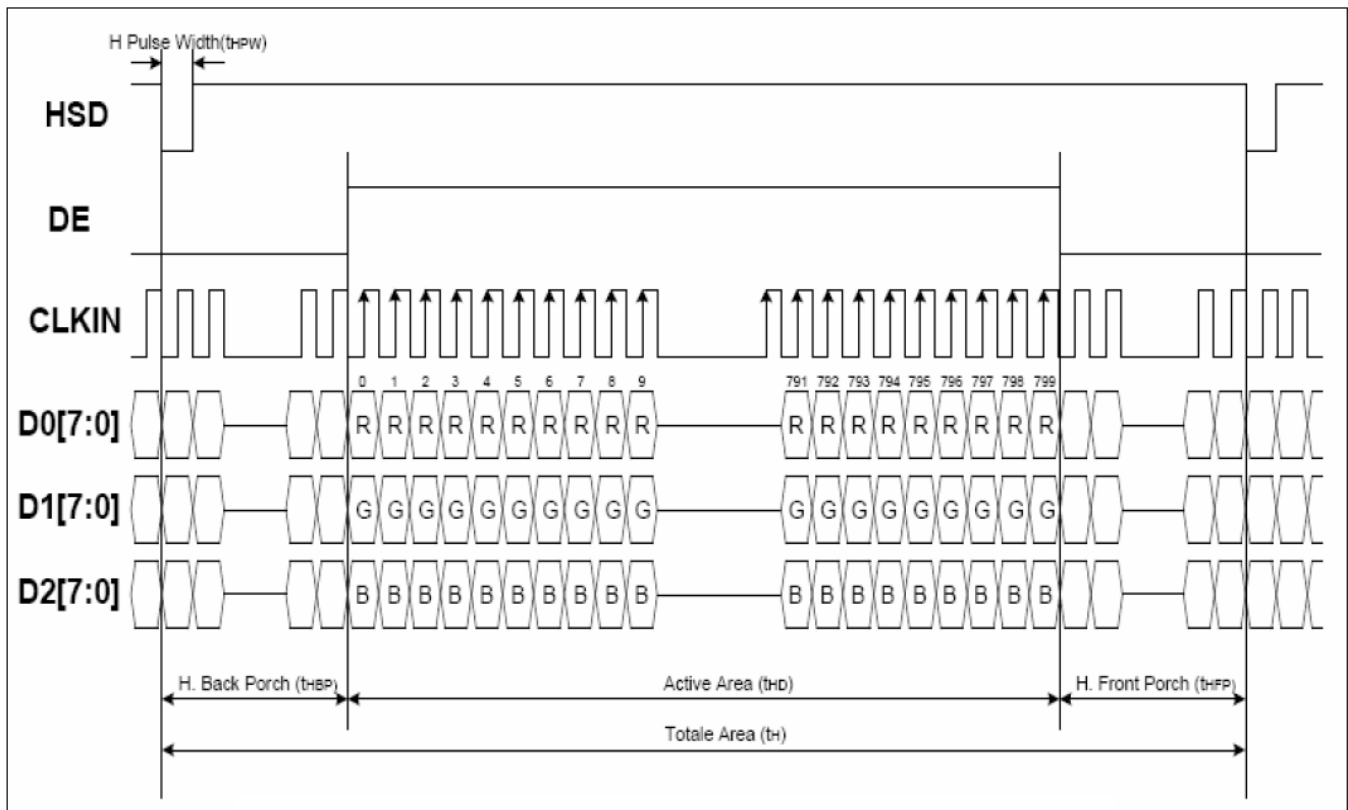 H Pulse Width(tHPW)
HSD
DE
CLKIN
0 1 2 3 4 5 6 7 8 9 791 792 793 794 795 796 797 798 799
D0[7:0] R R R R R R R R R R R R R R R R R R R
D1[7:0] G G G G G G G G G G G G G G G G G G G
D2[7:0] B B B B B B B B B B B B B B B B B B B
H. Back Porch (tHBP) Active Area (tHD) H. Front Porch (tHFP)
Totale Area (tH)